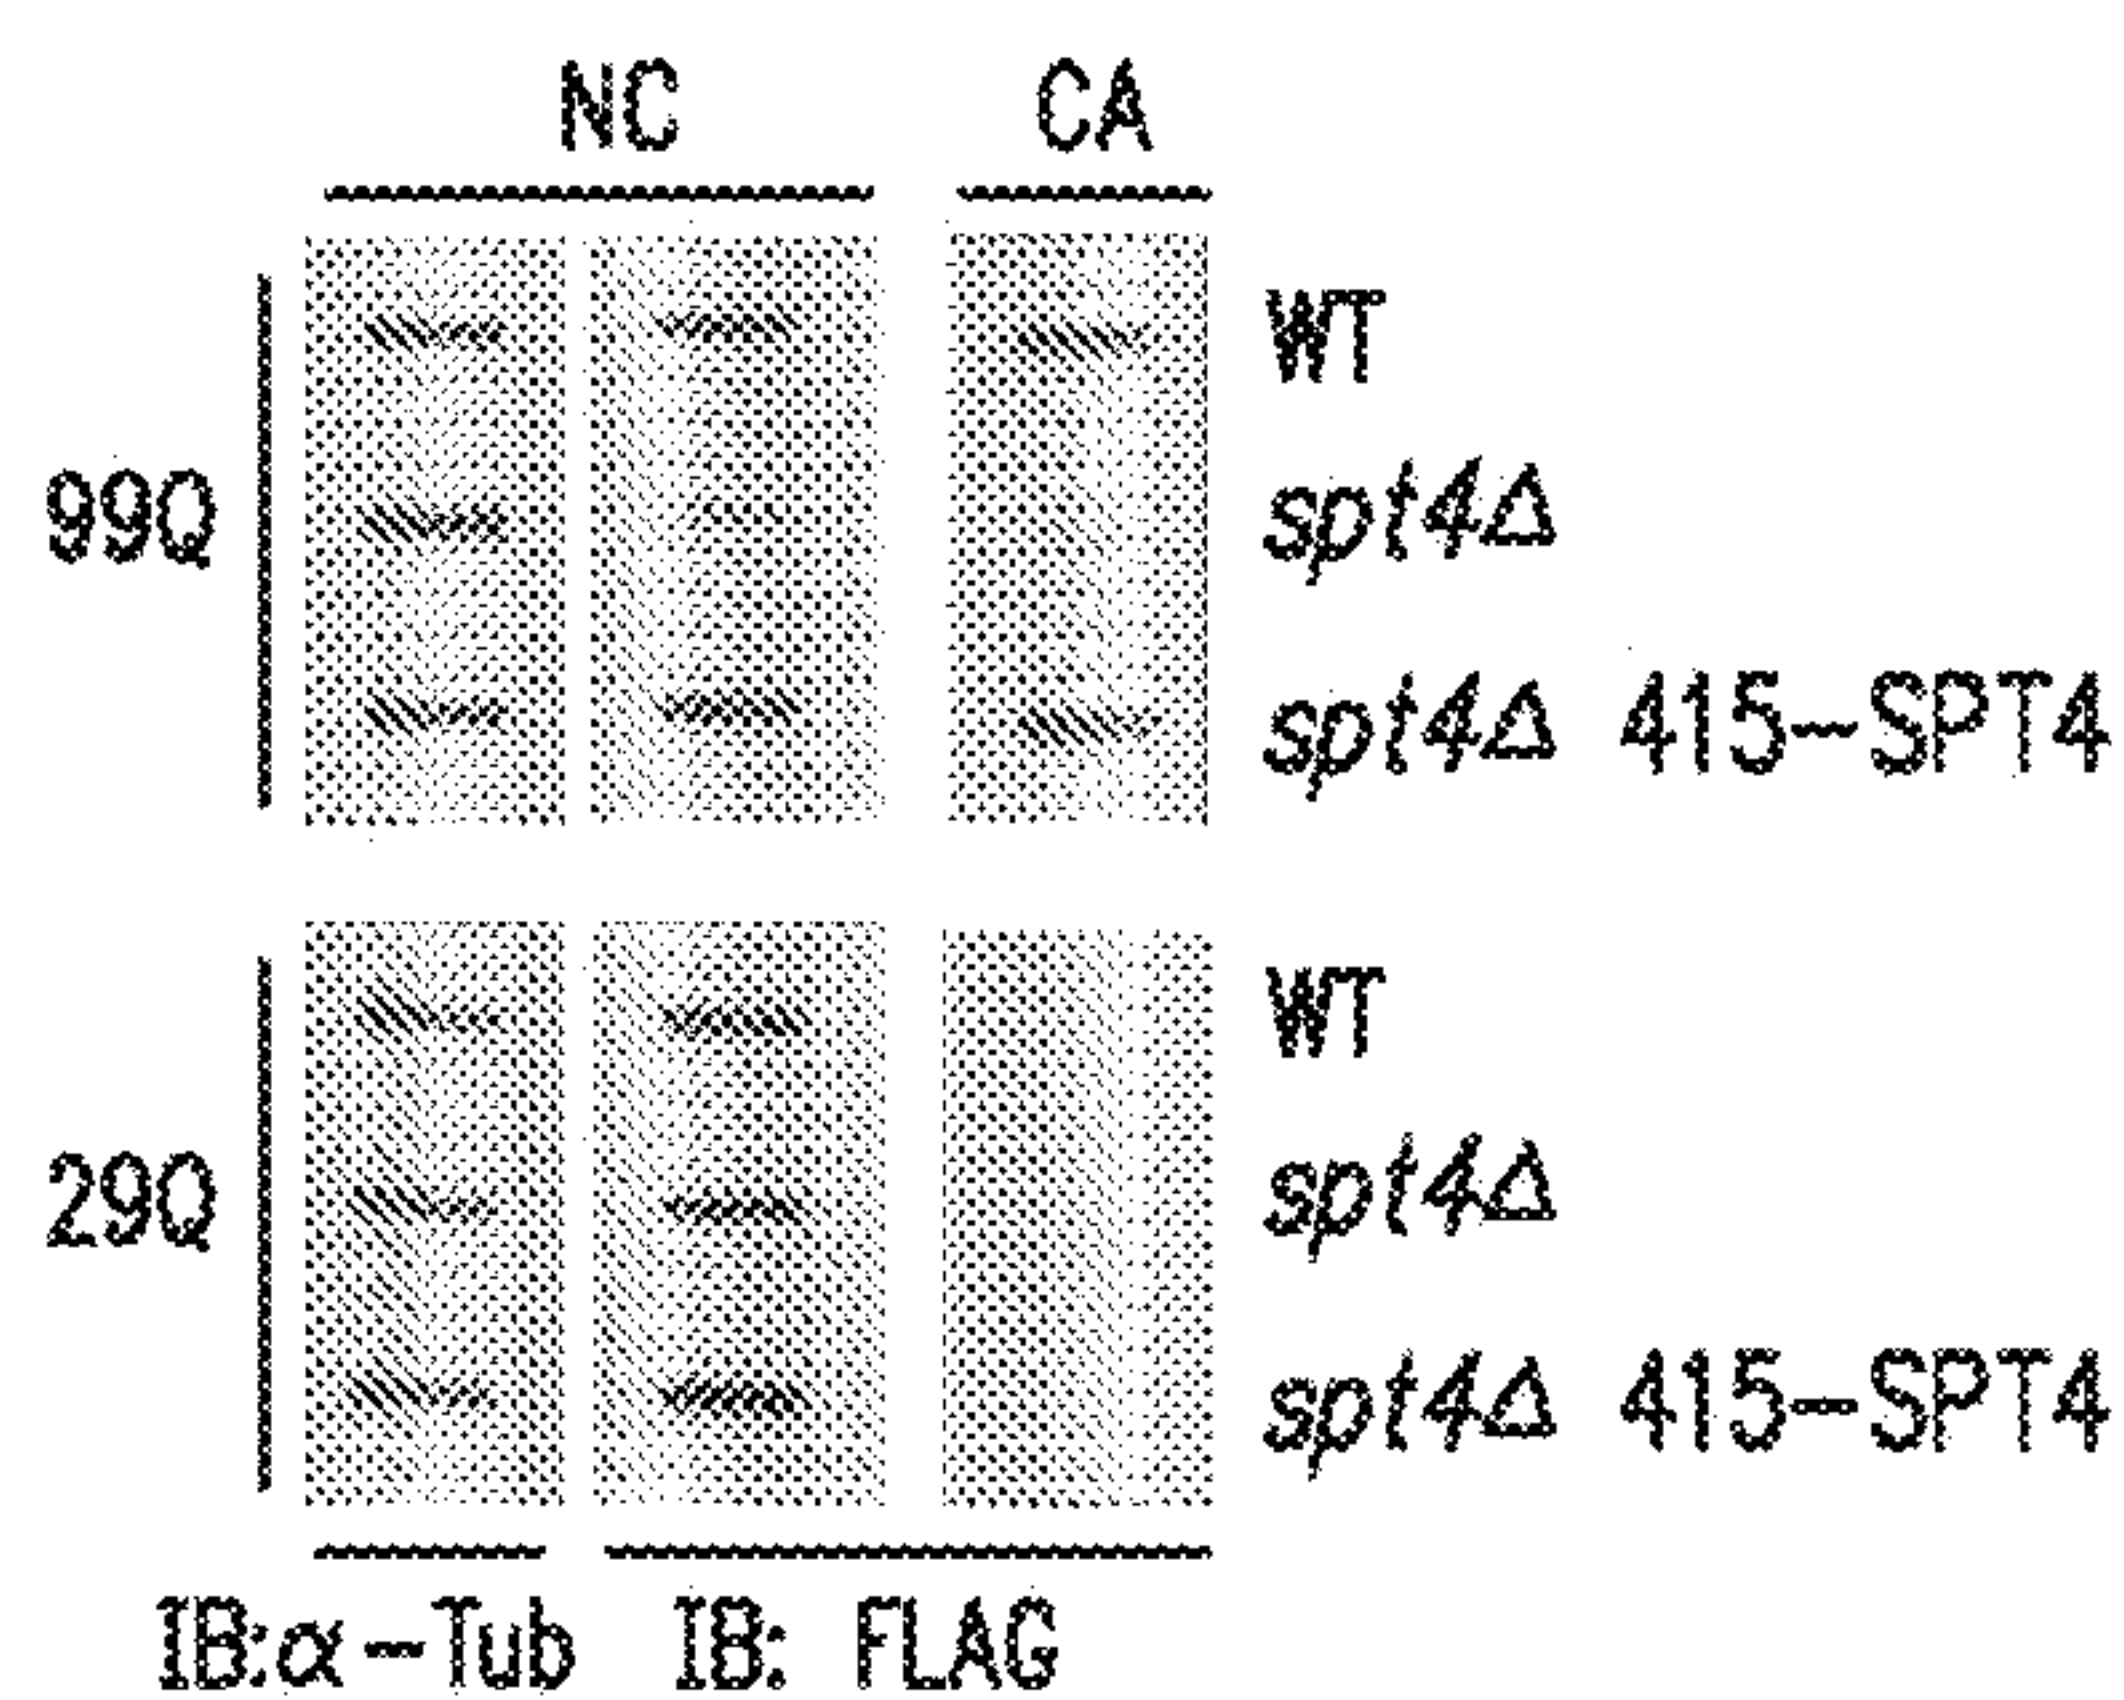 NC CA
99Q
WT
spt4Δ
spt4Δ 415-SPT4
29Q
WT
spt4Δ
spt4Δ 415-SPT4
IB:α-Tub IB: FLAG